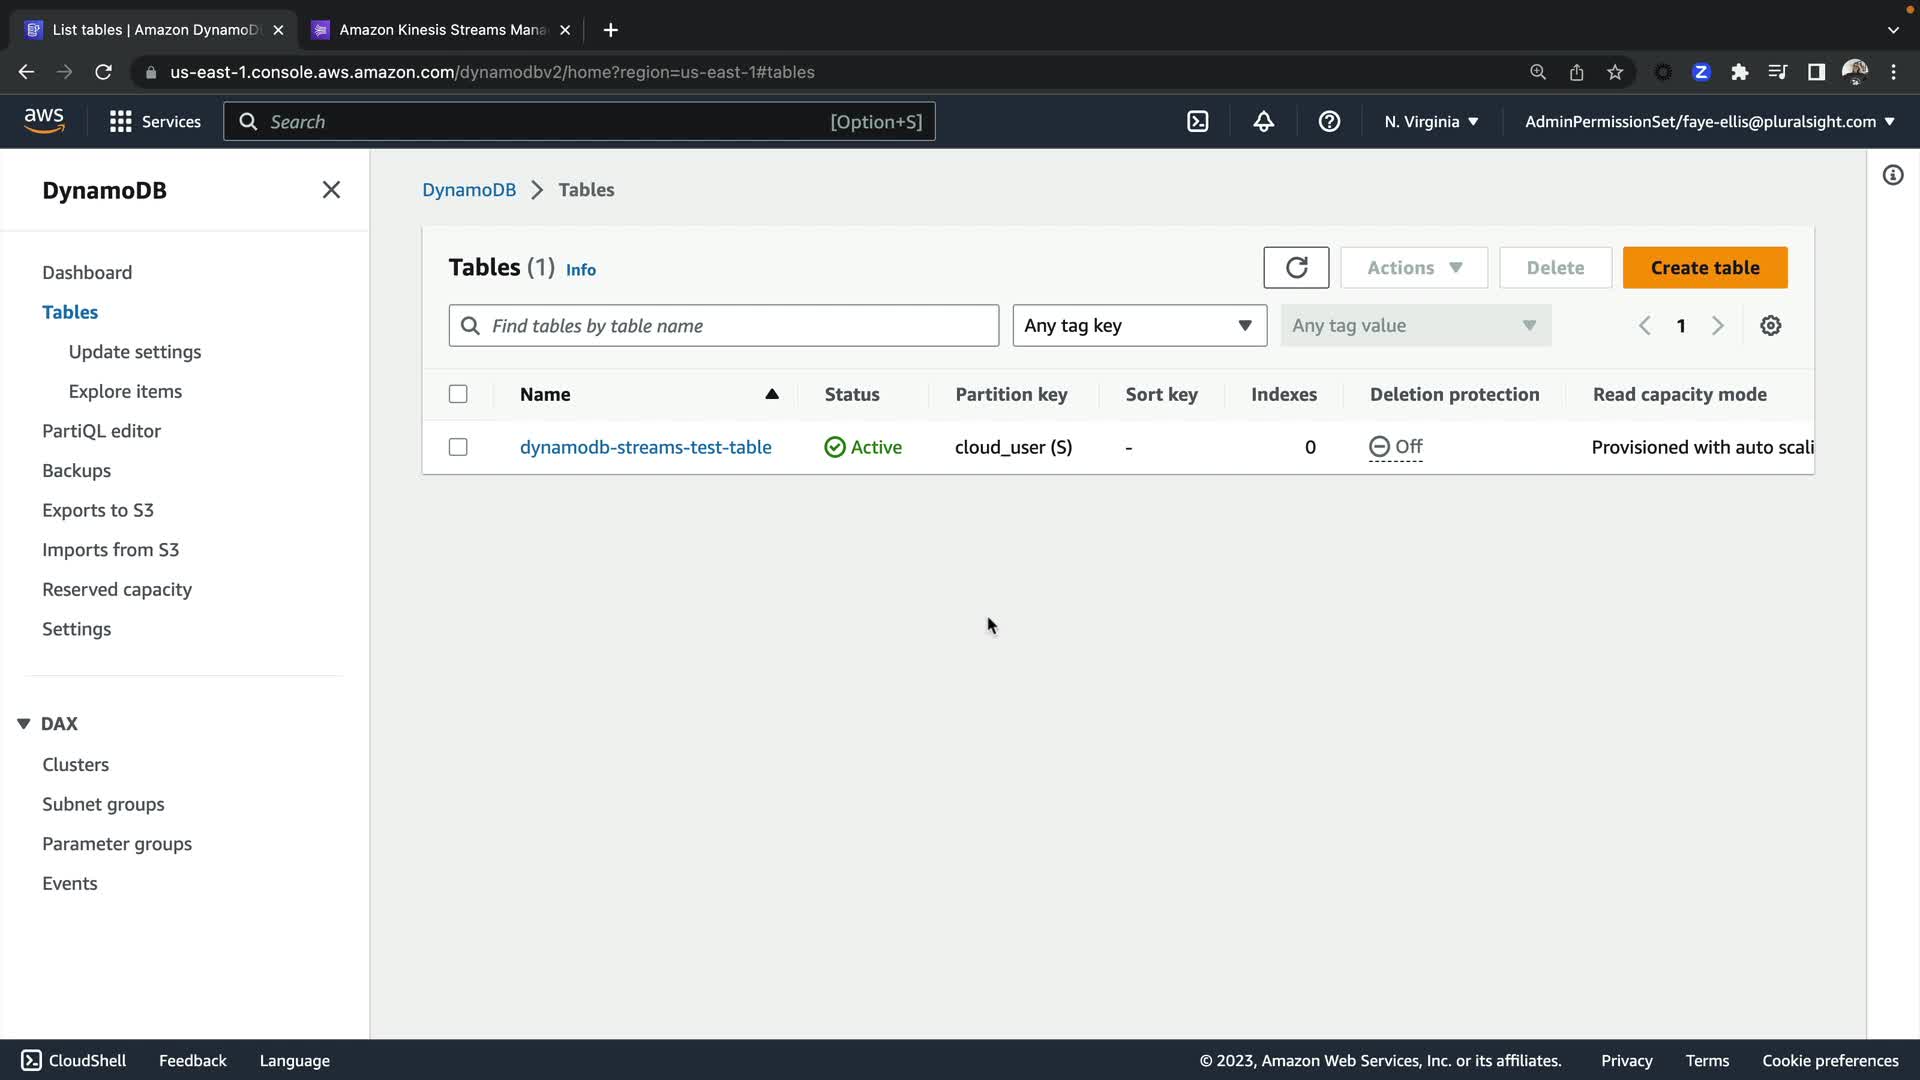 List tables | Amazon DynamoD
Amazon Kinesis Streams Mana
us-east-1.console.aws.amazon.com/dynamodbv2/home?region=us-east-1#tables
aws
Services
Search
[Option+S]
N. Virginia
AdminPermissionSet/faye-ellis@pluralsight.com
DynamoDB
Dashboard
Tables
Update settings
Explore items
PartiQL editor
Backups
Exports to S3
Imports from S3
Reserved capacity
Settings
DAX
Clusters
Subnet groups
Parameter groups
Events
DynamoDB > Tables
Tables (1) Info
Actions
Delete
Create table
Find tables by table name
Any tag key
Any tag value
1
Name Status Partition key Sort key Indexes Deletion protection Read capacity mode
dynamodb-streams-test-table Active cloud_user (S) - 0 Off Provisioned with auto scali
CloudShell
Feedback
Language
© 2023, Amazon Web Services, Inc. or its affiliates.
Privacy
Terms
Cookie preferences